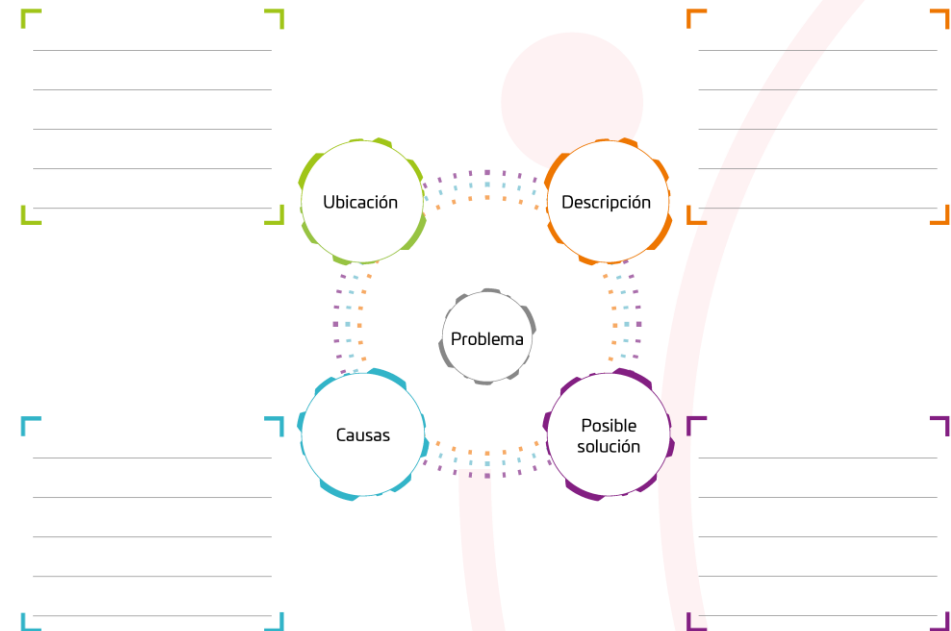 Ubicación
Descripción
Problema
Causas
Posible
solución